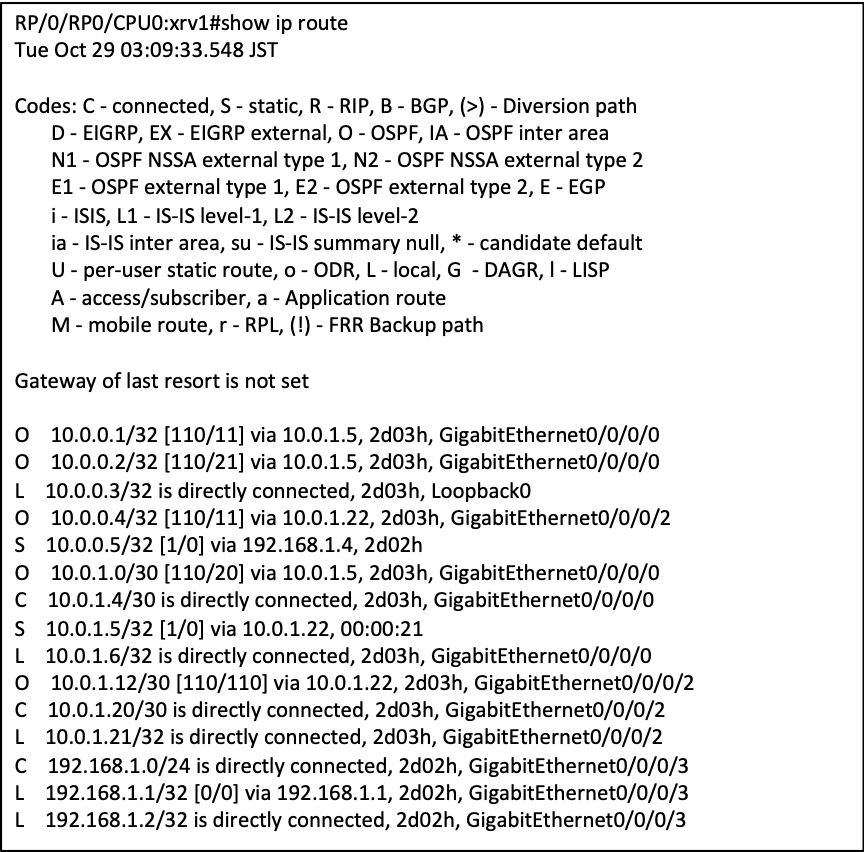 RP/0/RP0/CPU0:xrv1#show ip route
Tue Oct 29 03:09:33.548 JST
Codes: C - connected, S - static, R - RIP, B - BGP, (>) - Diversion path
D - EIGRP, EX - EIGRP external, O - OSPF, IA - OSPF inter area
N1 - OSPF NSSA external type 1, N2 - OSPF NSSA external type 2
E1 - OSPF external type 1, E2 - OSPF external type 2, E - EGP
i - ISIS, L1 - IS-IS level-1, L2 - IS-IS level-2
ia - IS-IS inter area, su - IS-IS summary null, * - candidate default
U - per-user static route, o - ODR, L - local, G  - DAGR, l - LISP
A - access/subscriber, a - Application route
M - mobile route, r - RPL, (!) - FRR Backup path
Gateway of last resort is not set
O    10.0.0.1/32 [110/11] via 10.0.1.5, 2d03h, GigabitEthernet0/0/0/0
O    10.0.0.2/32 [110/21] via 10.0.1.5, 2d03h, GigabitEthernet0/0/0/0
L    10.0.0.3/32 is directly connected, 2d03h, Loopback0
O    10.0.0.4/32 [110/11] via 10.0.1.22, 2d03h, GigabitEthernet0/0/0/2
S    10.0.0.5/32 [1/0] via 192.168.1.4, 2d02h
O    10.0.1.0/30 [110/20] via 10.0.1.5, 2d03h, GigabitEthernet0/0/0/0
C    10.0.1.4/30 is directly connected, 2d03h, GigabitEthernet0/0/0/0
S    10.0.1.5/32 [1/0] via 10.0.1.22, 00:00:21
L    10.0.1.6/32 is directly connected, 2d03h, GigabitEthernet0/0/0/0
O    10.0.1.12/30 [110/110] via 10.0.1.22, 2d03h, GigabitEthernet0/0/0/2
C    10.0.1.20/30 is directly connected, 2d03h, GigabitEthernet0/0/0/2
L    10.0.1.21/32 is directly connected, 2d03h, GigabitEthernet0/0/0/2
C    192.168.1.0/24 is directly connected, 2d02h, GigabitEthernet0/0/0/3
L    192.168.1.1/32 [0/0] via 192.168.1.1, 2d02h, GigabitEthernet0/0/0/3
L    192.168.1.2/32 is directly connected, 2d02h, GigabitEthernet0/0/0/3